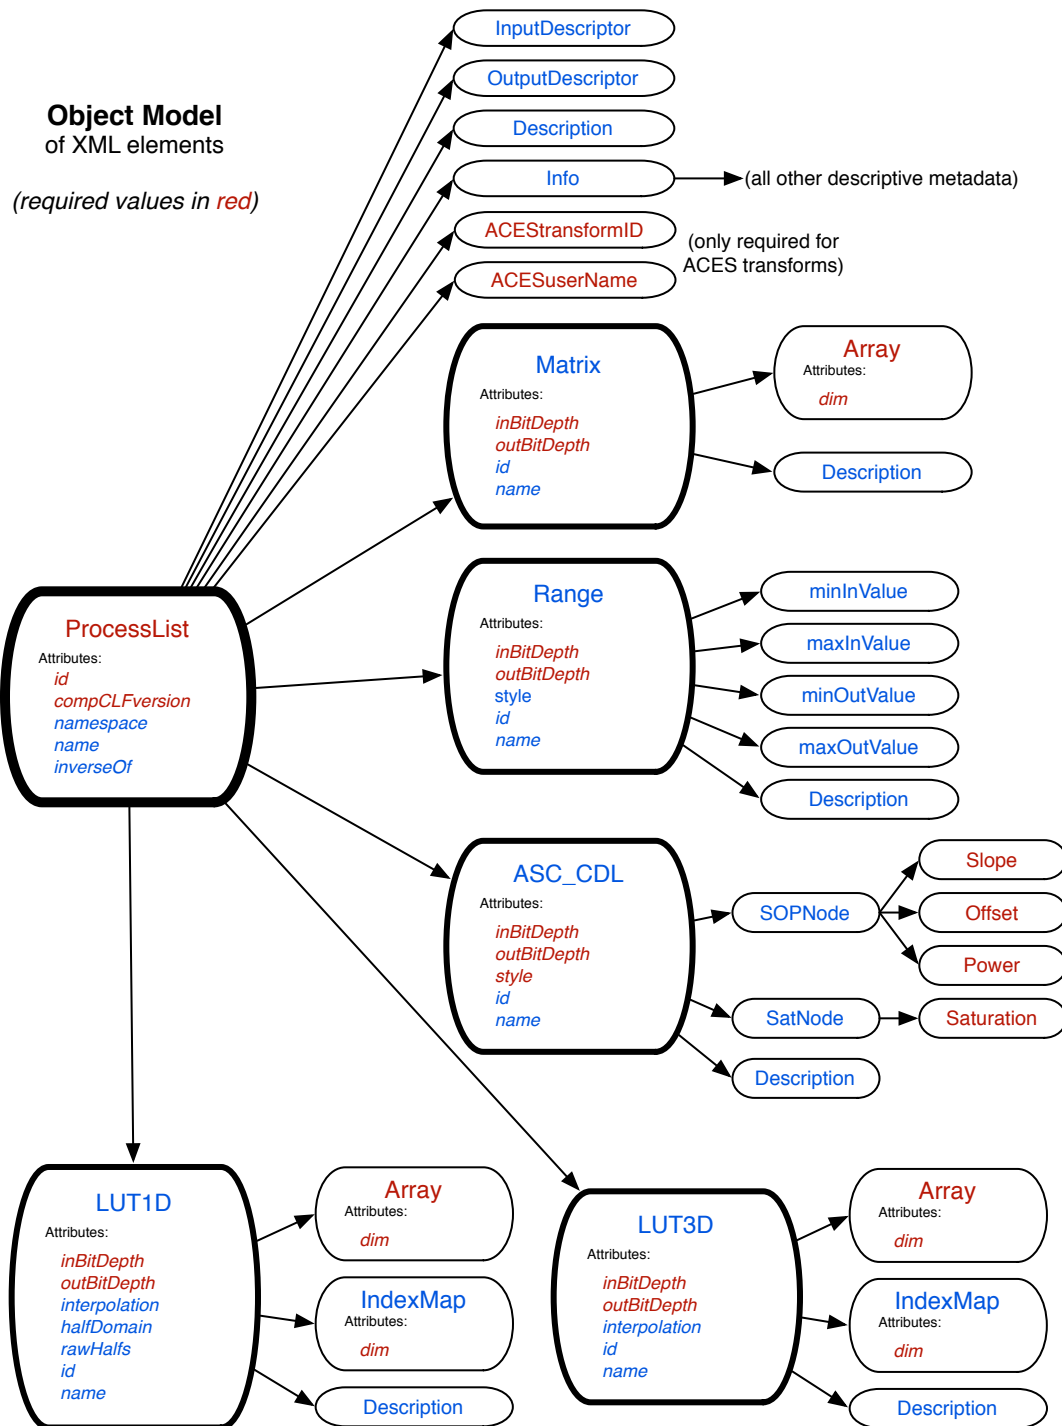 Object Model
of XML elements
(required values in red)
InputDescriptor
OutputDescriptor
Description
Info
(all other descriptive metadata)
ACEStransformID
ACESuserName
(only required for
ACES transforms)
Matrix
Attributes:
inBitDepth
outBitDepth
id
name
Array
Attributes:
dim
Description
ProcessList
Attributes:
id
compCLFversion
namespace
name
inverseOf
Range
Attributes:
inBitDepth
outBitDepth
style
id
name
minInValue
maxInValue
minOutValue
maxOutValue
Description
ASC_CDL
Attributes:
inBitDepth
outBitDepth
style
id
name
SOPNode
Slope
Offset
Power
SatNode
Saturation
Description
LUT1D
Attributes:
inBitDepth
outBitDepth
interpolation
halfDomain
rawHalfs
id
name
Array
Attributes:
dim
IndexMap
Attributes:
dim
Description
LUT3D
Attributes:
inBitDepth
outBitDepth
interpolation
id
name
Array
Attributes:
dim
IndexMap
Attributes:
dim
Description